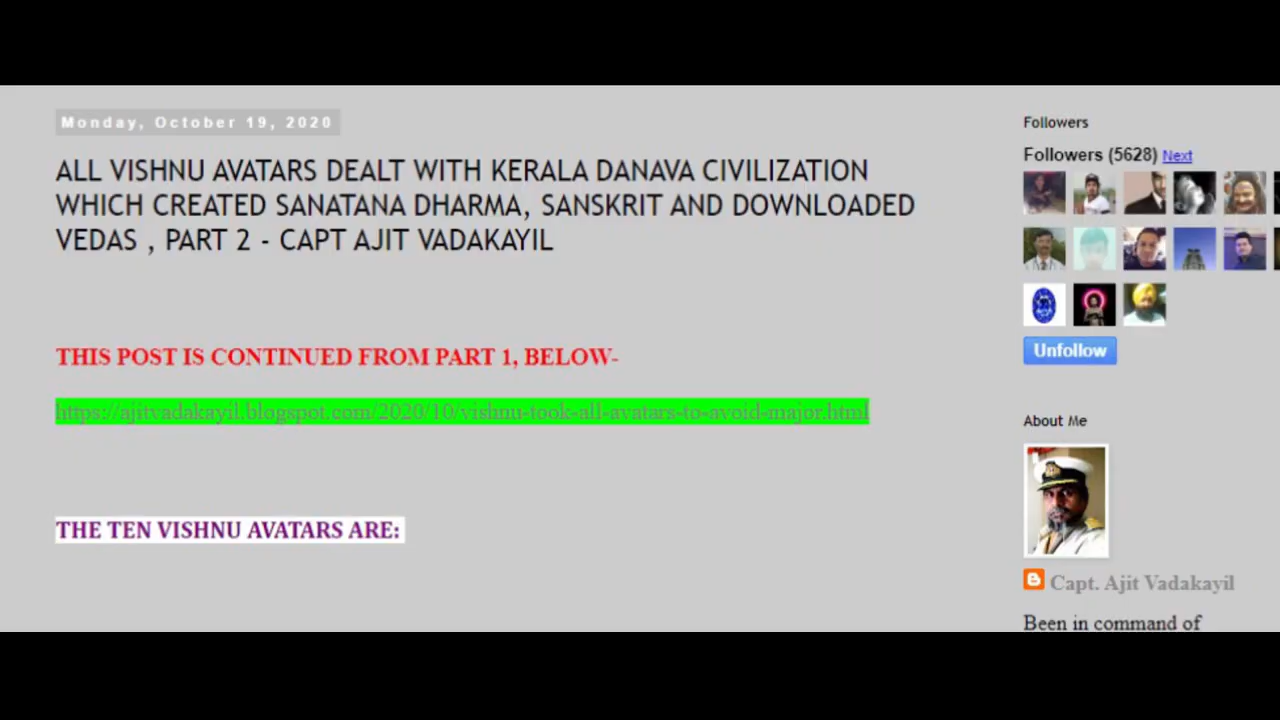 Monday, October 19, 2020
ALL VISHNU AVATARS DEALT WITH KERALA DANAVA CIVILIZATION
WHICH CREATED SANATANA DHARMA, SANSKRIT AND DOWNLOADED
VEDAS , PART 2 - CAPT AJIT VADAKAYIL
THIS POST IS CONTINUED FROM PART 1, BELOW-
https://ajitvadakayil.blogspot.com/2020/10/vishnu-took-all-avatars-to-avoid-major.html
THE TEN VISHNU AVATARS ARE:
Followers
Followers (5628) Next
Unfollow
About Me
Capt. Ajit Vadakayil
Been in command of